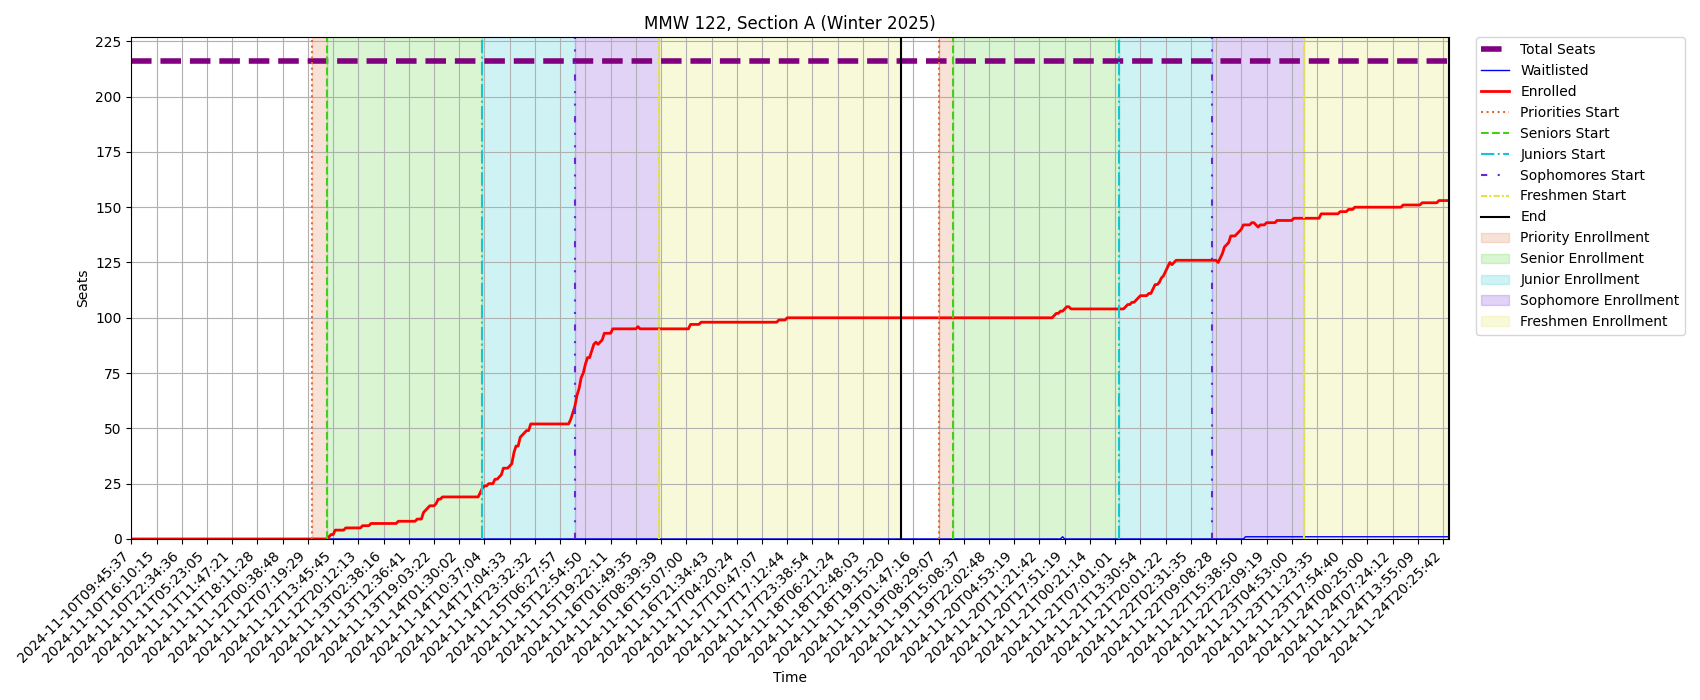 MMW 122, Section A (Winter 2025)
225
200
175
150
125
100
75
50
25
0
Seats
2024-11-10T09:45:37
2024-11-10T16:10:15
2024-11-10T22:34:36
2024-11-11T05:23:05
2024-11-11T11:47:21
2024-11-11T18:11:28
2024-11-12T00:38:48
2024-11-12T07:19:29
2024-11-12T13:45:45
2024-11-12T20:12:13
2024-11-13T02:38:16
2024-11-13T12:36:41
2024-11-13T19:03:22
2024-11-14T01:30:02
2024-11-14T10:37:04
2024-11-14T17:04:33
2024-11-14T23:32:32
2024-11-15T06:27:57
2024-11-15T12:54:50
2024-11-15T19:22:11
2024-11-16T01:49:35
2024-11-16T08:39:39
2024-11-16T15:07:00
2024-11-16T21:34:43
2024-11-17T04:20:24
2024-11-17T10:47:07
2024-11-17T17:12:44
2024-11-17T23:38:54
2024-11-18T06:21:24
2024-11-18T12:48:03
2024-11-18T19:15:20
2024-11-19T01:47:16
2024-11-19T08:29:07
2024-11-19T15:08:37
2024-11-19T22:02:48
2024-11-20T04:53:19
2024-11-20T11:21:42
2024-11-20T17:51:19
2024-11-21T00:21:14
2024-11-21T07:01:01
2024-11-21T13:30:54
2024-11-21T20:01:22
2024-11-22T02:31:35
2024-11-22T09:08:28
2024-11-22T15:38:50
2024-11-22T22:09:19
2024-11-23T04:53:00
2024-11-23T11:23:35
2024-11-23T17:54:40
2024-11-24T00:25:00
2024-11-24T07:24:12
2024-11-24T13:55:09
2024-11-24T20:25:42
Time
Total Seats
Waitlisted
Enrolled
Priorities Start
Seniors Start
Juniors Start
Sophomores Start
Freshmen Start
End
Priority Enrollment
Senior Enrollment
Junior Enrollment
Sophomore Enrollment
Freshmen Enrollment